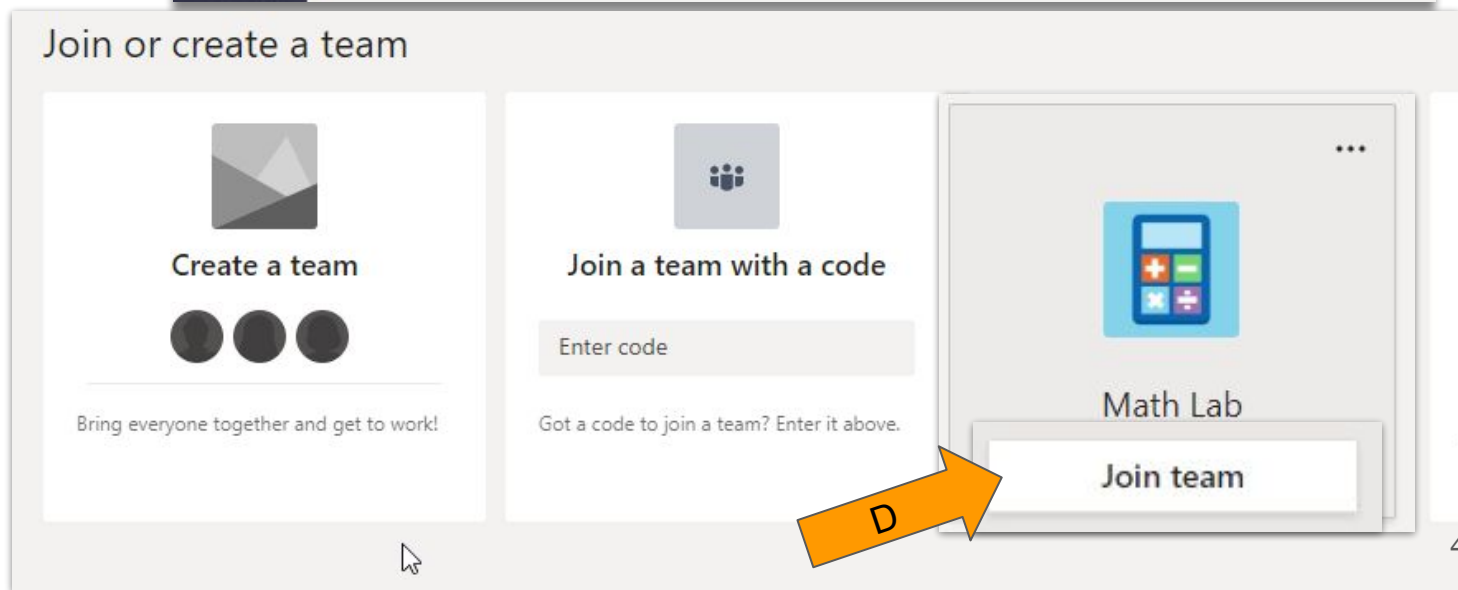 Join or create a team
Create a team
Bring everyone together and get to work!
Join a team with a code
Enter code
Got a code to join a team? Enter it above.
...
Math Lab
Join team
D
4